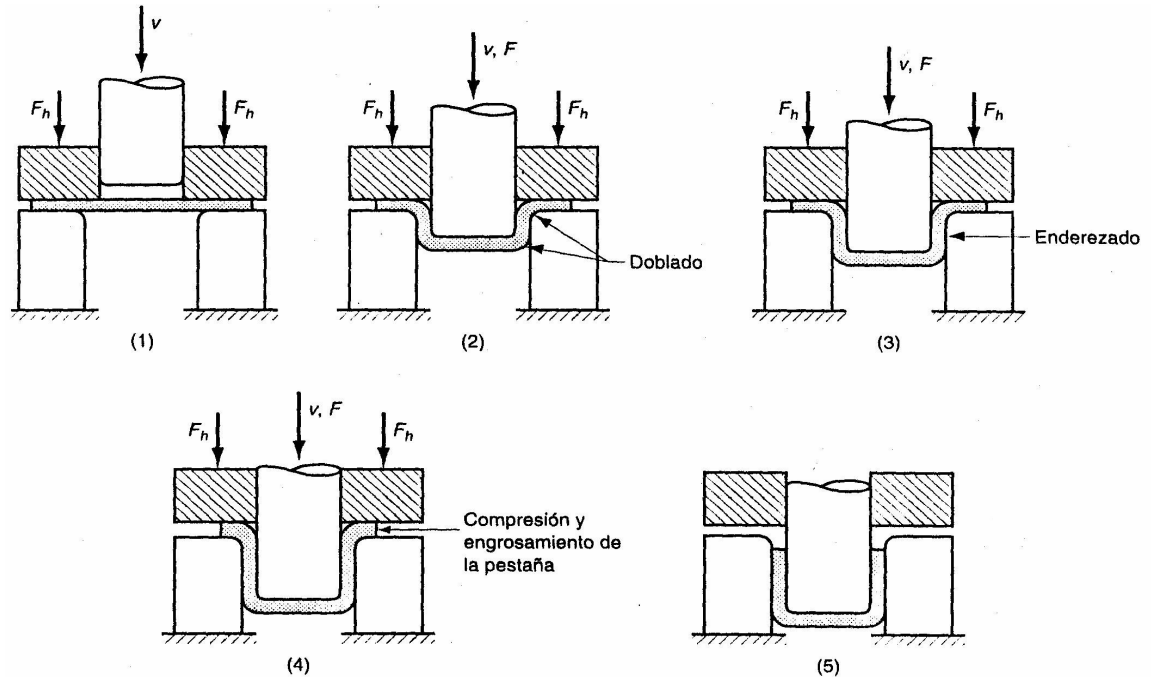 v
F_h
F_h
(1)
v, F
F_h
F_h
Doblado
(2)
v, F
F_h
F_h
Enderezado
(3)
v, F
F_h
F_h
Compresión y
engrosamiento de
la pestaña
(4)
(5)